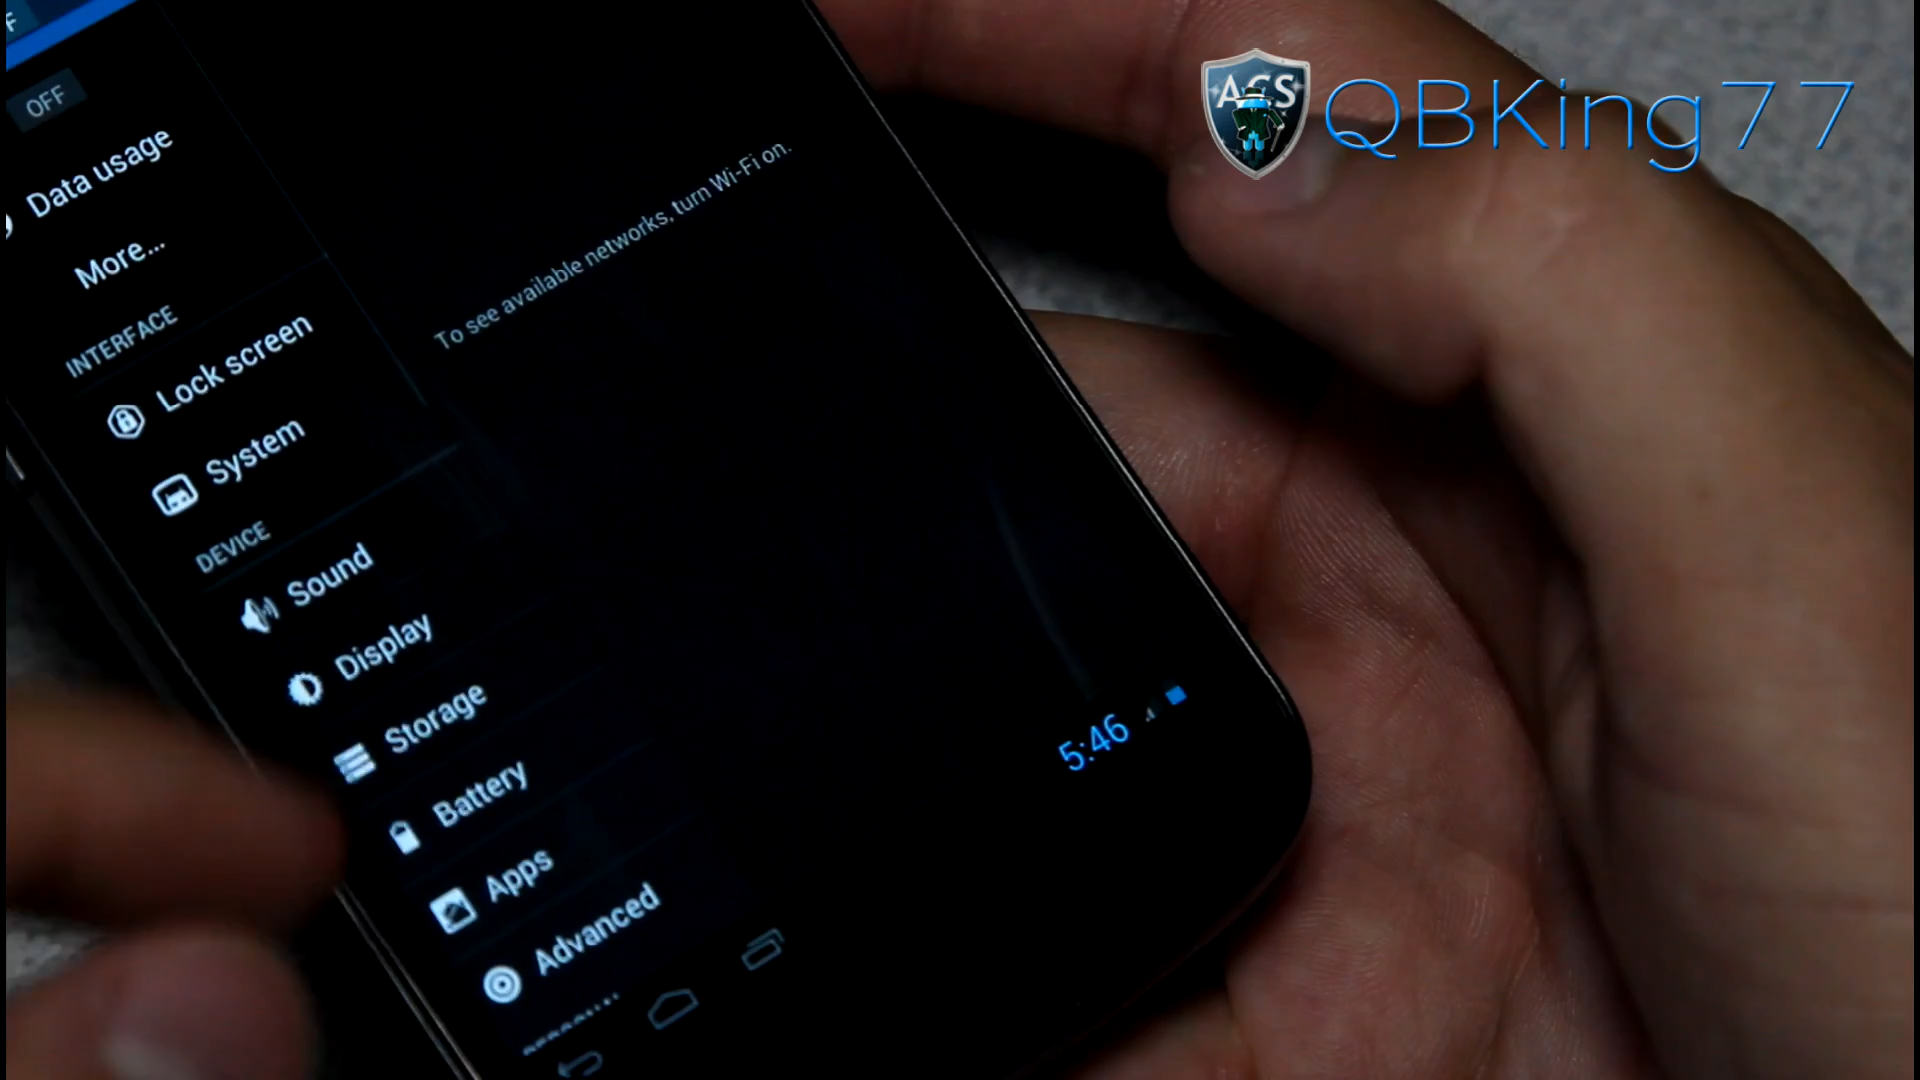 ACS
QBKing77
OFF
Data usage
More...
INTERFACE
Lock screen
System
DEVICE
Sound
Display
Storage
Battery
Apps
Advanced
To see available networks, turn Wi-Fi on.
5:46